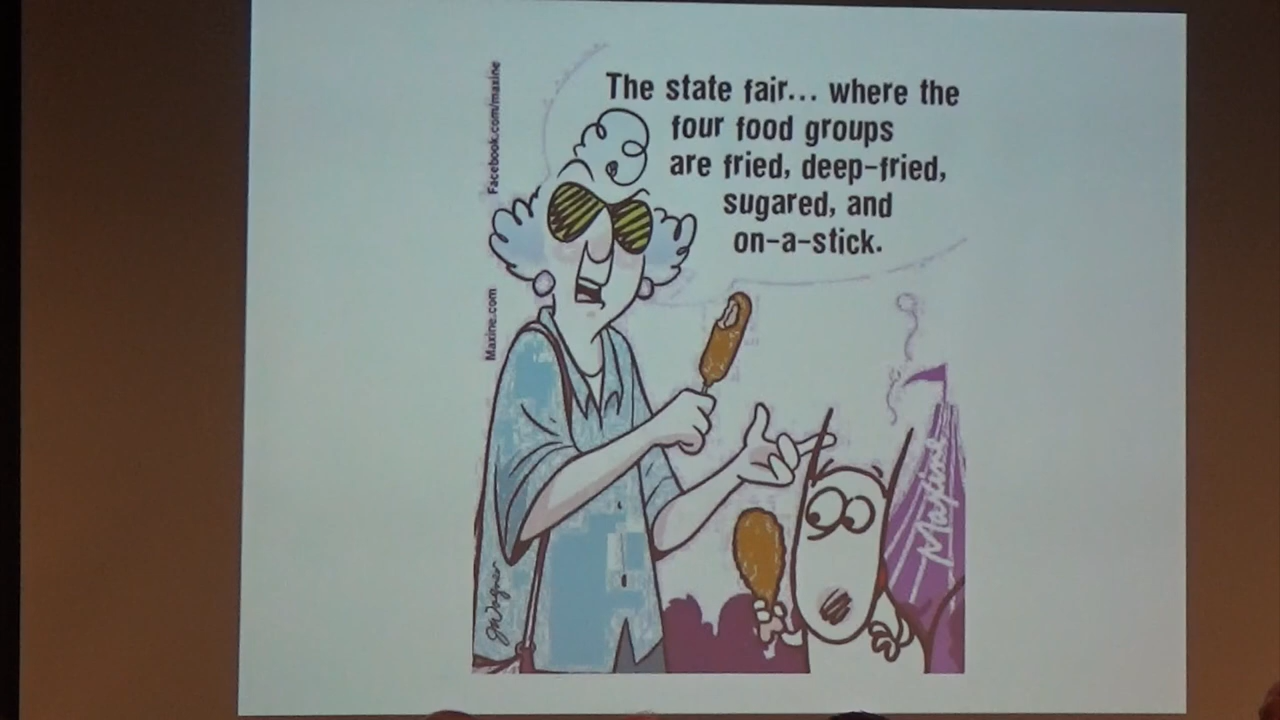 The state fair... where the
four food groups
are fried, deep-fried,
sugared, and
on-a-stick.
Facebook.com/maxine
Maxine.com
Maxine
JWagner